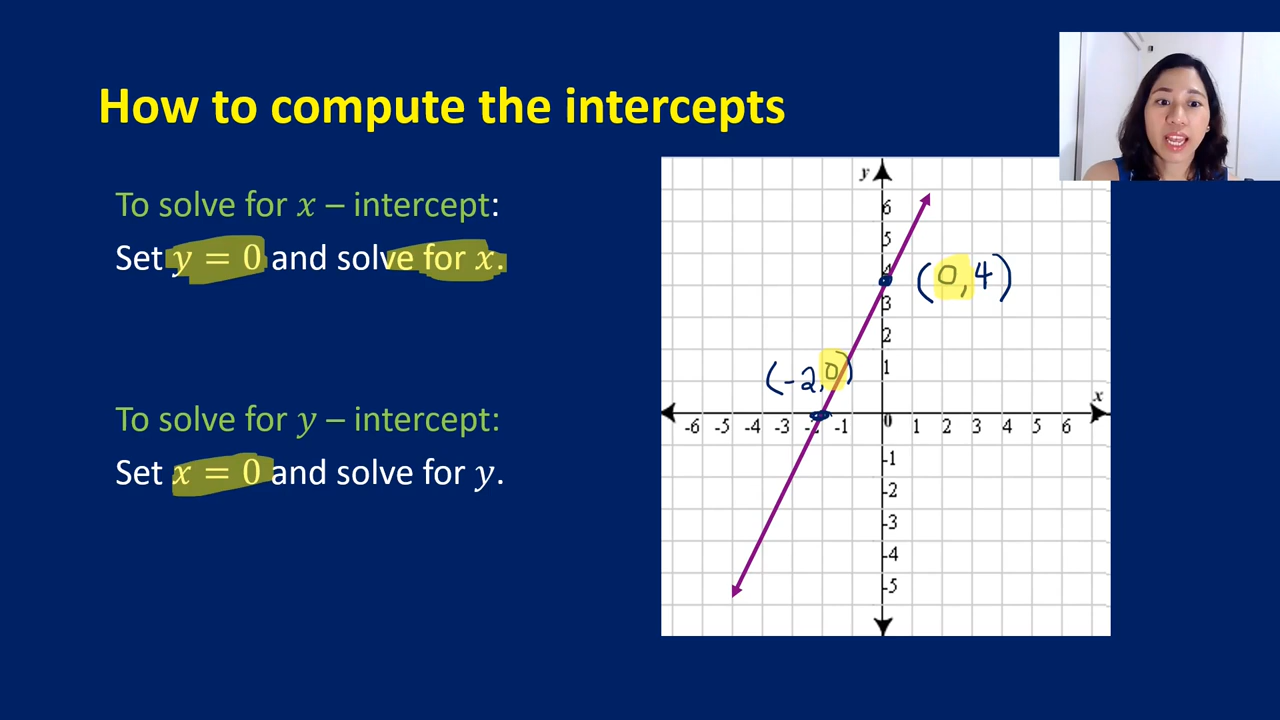 How to compute the intercepts
To solve for x – intercept:
Set y = 0 and solve for x.
To solve for y – intercept:
Set x = 0 and solve for y.
y
6
5
4
(0,4)
3
2
(-2,0)
1
x
-6 -5 -4 -3 -2 -1 0 1 2 3 4 5 6
-1
-2
-3
-4
-5